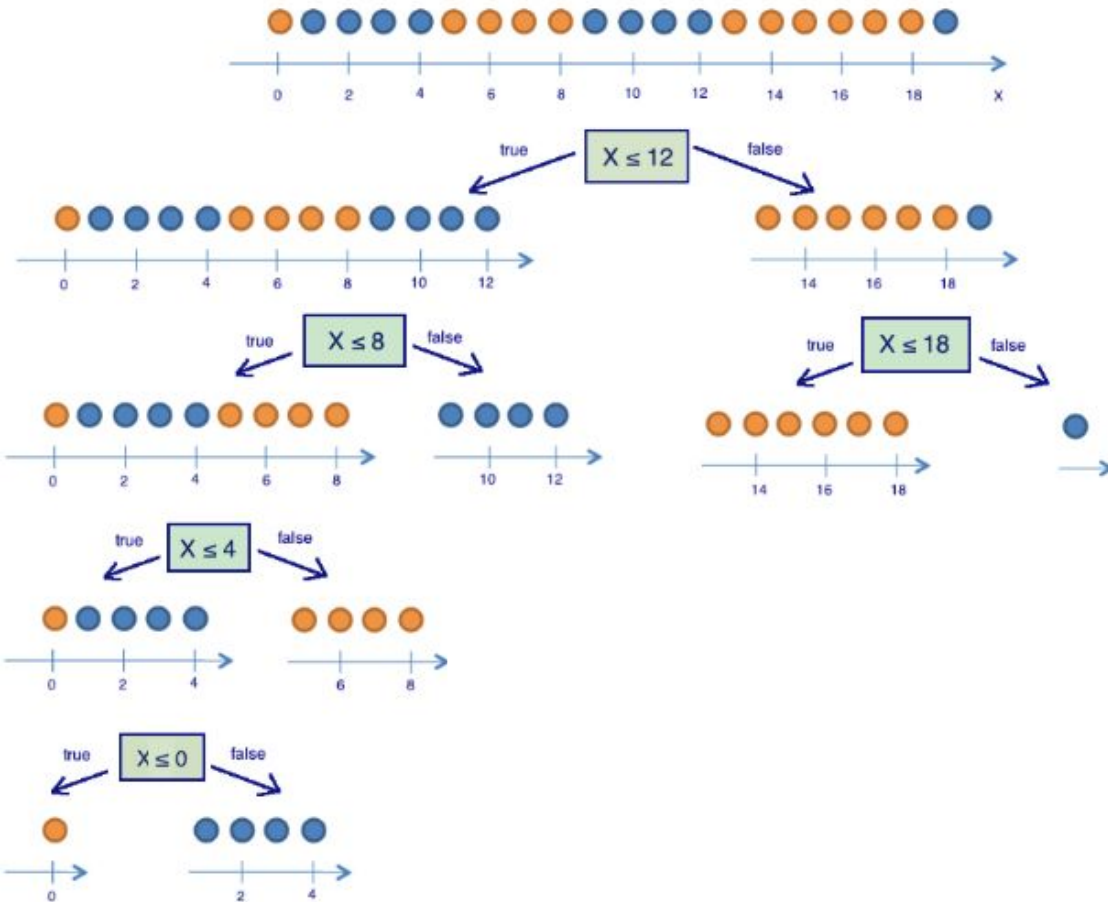 0 2 4 6 8 10 12 14 16 18 X
true X ≤ 12 false
0 2 4 6 8 10 12
14 16 18
true X ≤ 8 false
true X ≤ 18 false
0 2 4 6 8
10 12
14 16 18
true X ≤ 4 false
0 2 4
6 8
true X ≤ 0 false
0
2 4